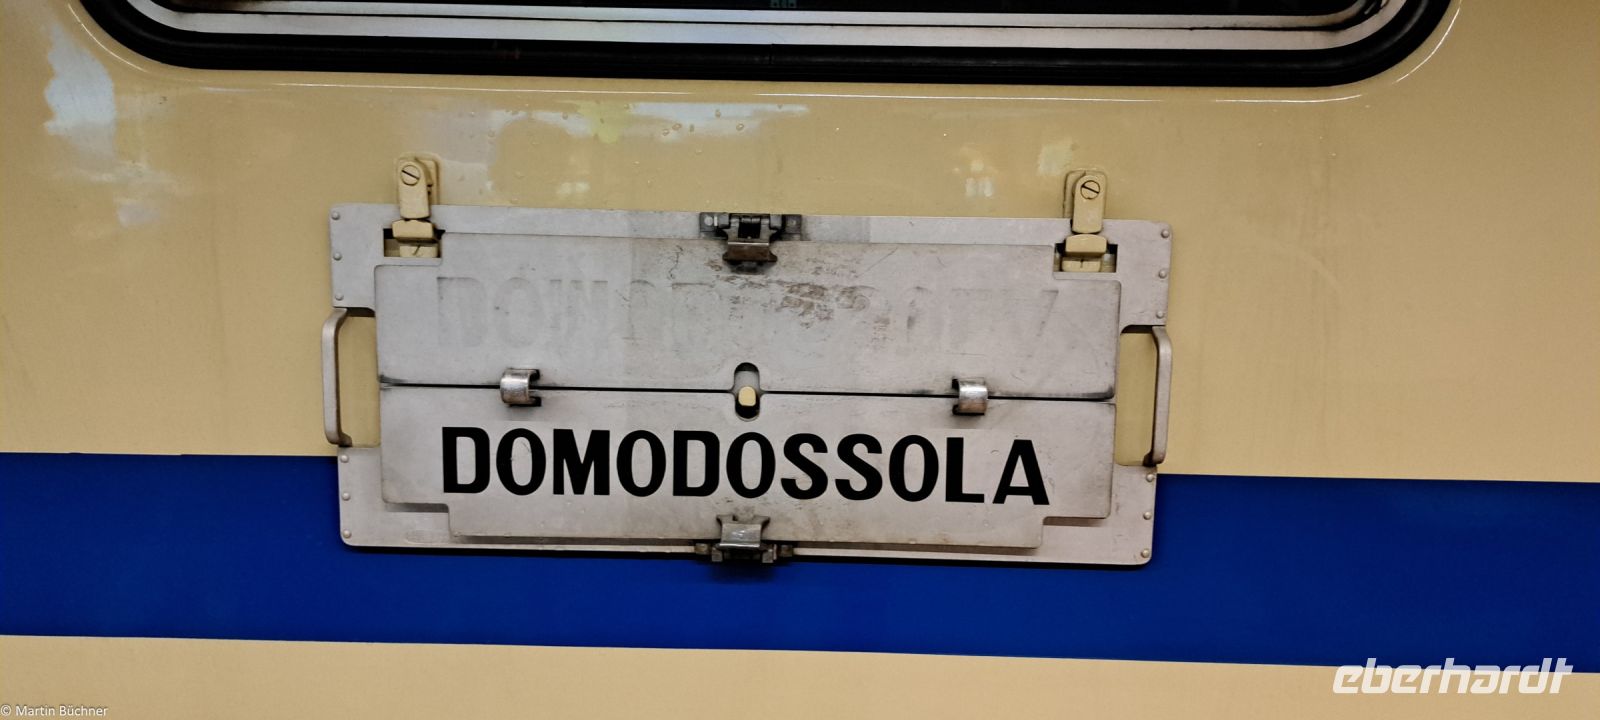 DOMODOSSOLA
eberhardt
© Martin Büchner